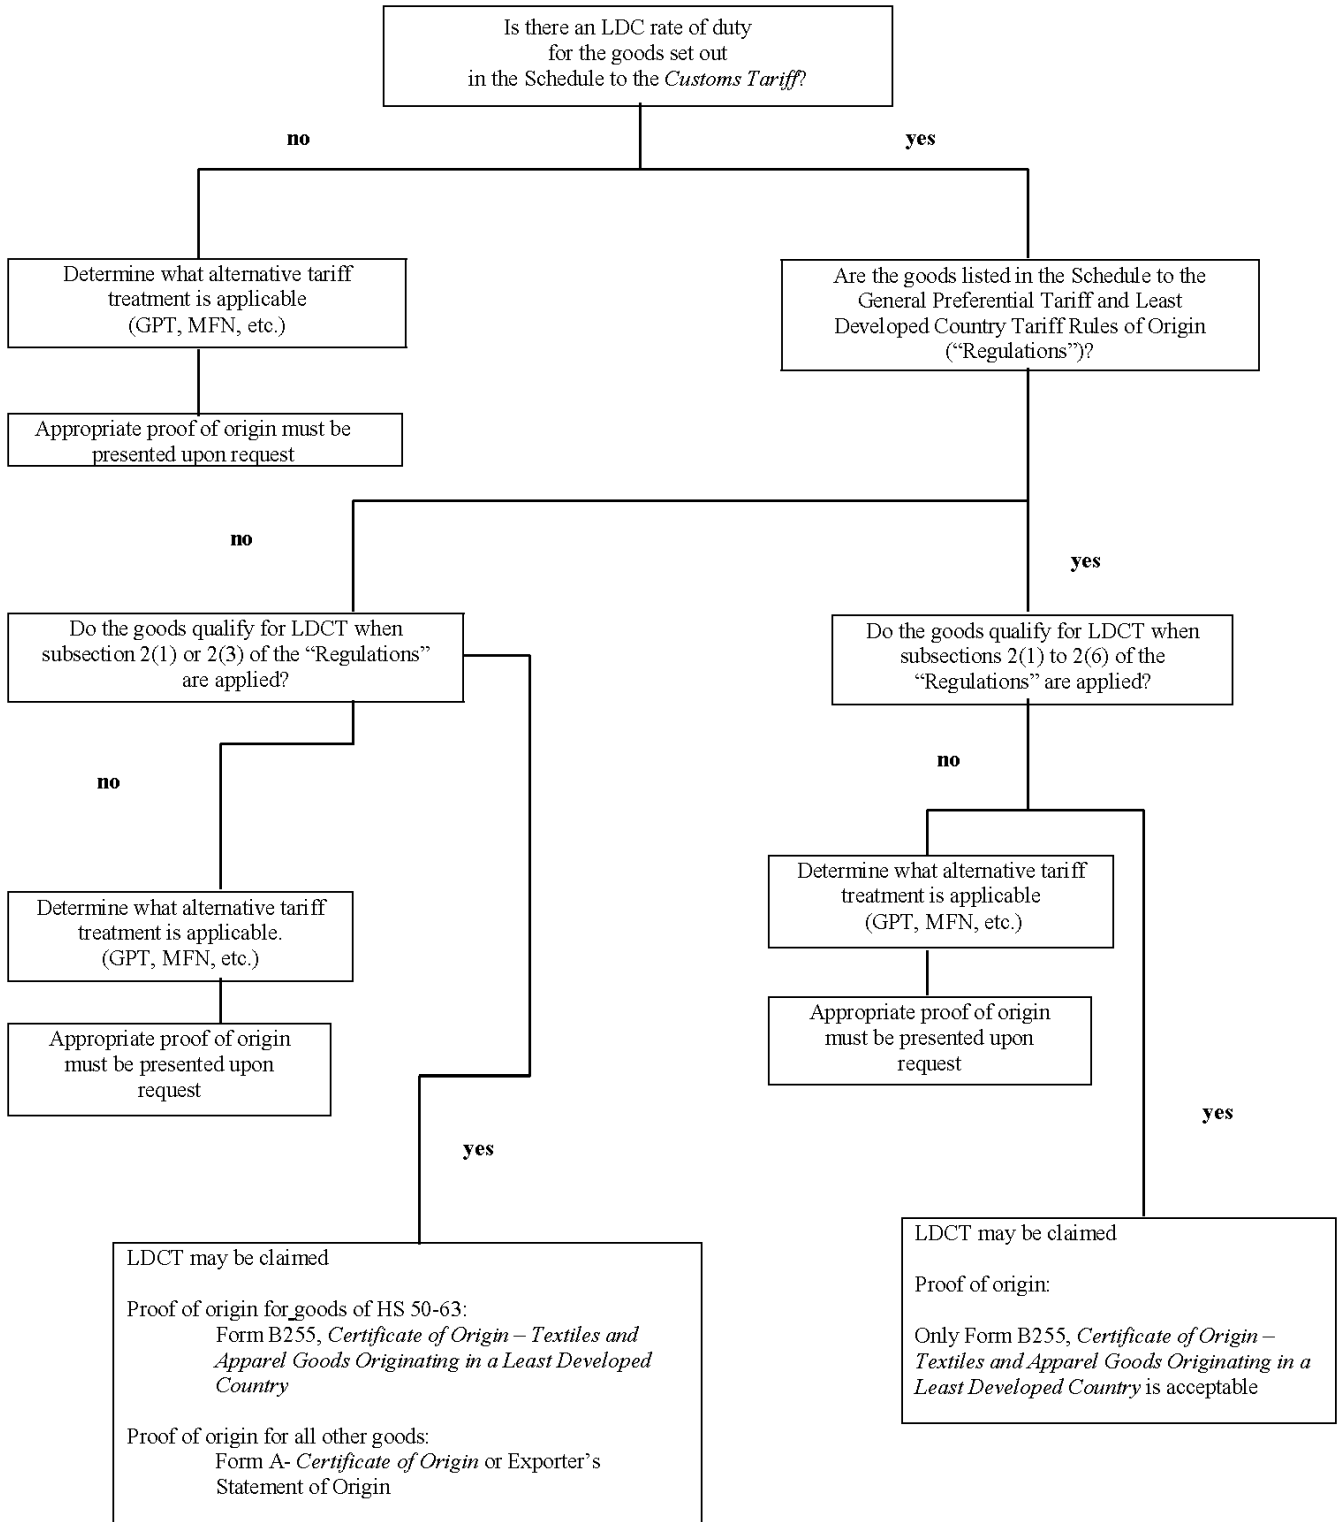 Is there an LDC rate of duty
for the goods set out
in the Schedule to the Customs Tariff?
no
yes
Determine what alternative tariff
treatment is applicable
(GPT, MFN, etc.)
Are the goods listed in the Schedule to the
General Preferential Tariff and Least
Developed Country Tariff Rules of Origin
(“Regulations”)?
Appropriate proof of origin must be
presented upon request
no
yes
Do the goods qualify for LDCT when
subsection 2(1) or 2(3) of the “Regulations”
are applied?
Do the goods qualify for LDCT when
subsections 2(1) to 2(6) of the
“Regulations” are applied?
no
no
Determine what alternative tariff
treatment is applicable
(GPT, MFN, etc.)
Determine what alternative tariff
treatment is applicable.
(GPT, MFN, etc.)
Appropriate proof of origin
must be presented upon
request
Appropriate proof of origin
must be presented upon
request
yes
yes
LDCT may be claimed
Proof of origin:
Only Form B255, Certificate of Origin –
Textiles and Apparel Goods Originating in a
Least Developed Country is acceptable
LDCT may be claimed
Proof of origin for goods of HS 50-63:
Form B255, Certificate of Origin – Textiles and
Apparel Goods Originating in a Least Developed
Country
Proof of origin for all other goods:
Form A- Certificate of Origin or Exporter’s
Statement of Origin